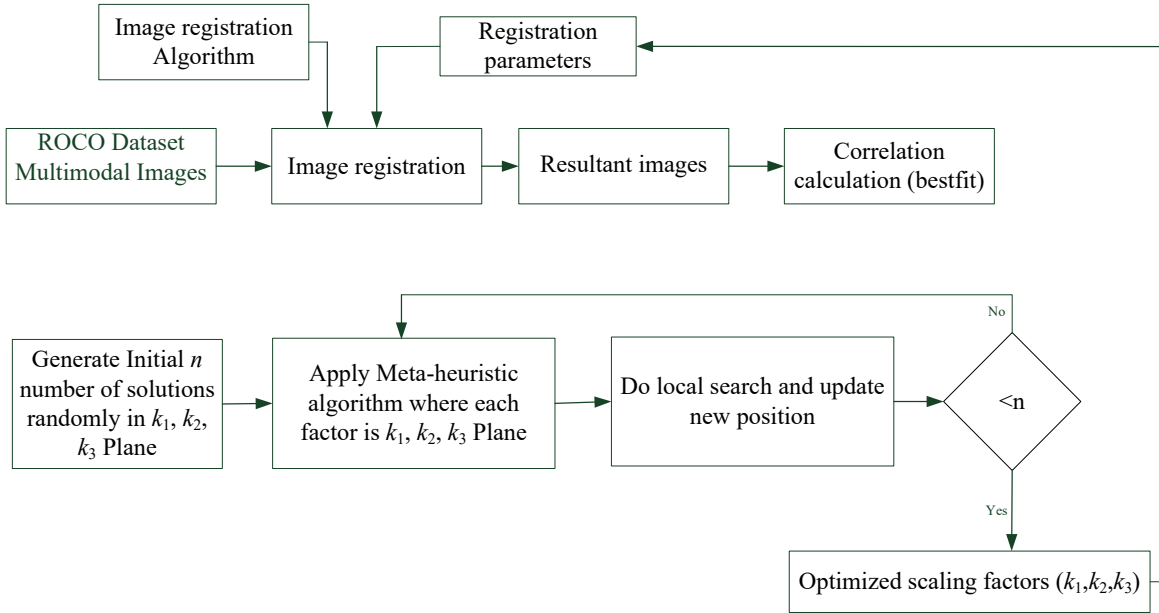 Image registration
Algorithm
Registration
parameters
ROCO Dataset
Multimodal Images
Image registration
Resultant images
Correlation
calculation (bestfit)
Generate Initial n
number of solutions
randomly in k₁, k₂,
k₃ Plane
Apply Meta-heuristic
algorithm where each
factor is k₁, k₂, k₃ Plane
Do local search and update
new position
No
<n
Yes
Optimized scaling factors (k₁,k₂,k₃)